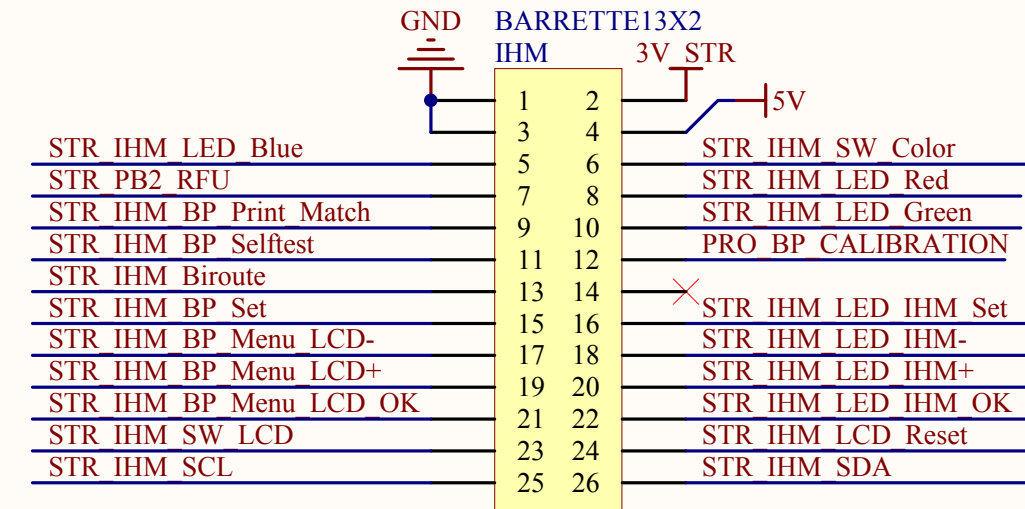 GND BARRETTE13X2
IHM 3V_STR
1 2 5V
3 4
STR_IHM_LED_Blue 5 6 STR_IHM_SW_Color
STR_PB2_RFU 7 8 STR_IHM_LED_Red
STR_IHM_BP_Print_Match 9 10 STR_IHM_LED_Green
STR_IHM_BP_Selftest 11 12 PRO_BP_CALIBRATION
STR_IHM_Biroute 13 14
STR_IHM_BP_Set 15 16 STR_IHM_LED_IHM_Set
STR_IHM_BP_Menu_LCD- 17 18 STR_IHM_LED_IHM-
STR_IHM_BP_Menu_LCD+ 19 20 STR_IHM_LED_IHM+
STR_IHM_BP_Menu_LCD_OK 21 22 STR_IHM_LED_IHM_OK
STR_IHM_SW_LCD 23 24 STR_IHM_LCD_Reset
STR_IHM_SCL 25 26 STR_IHM_SDA